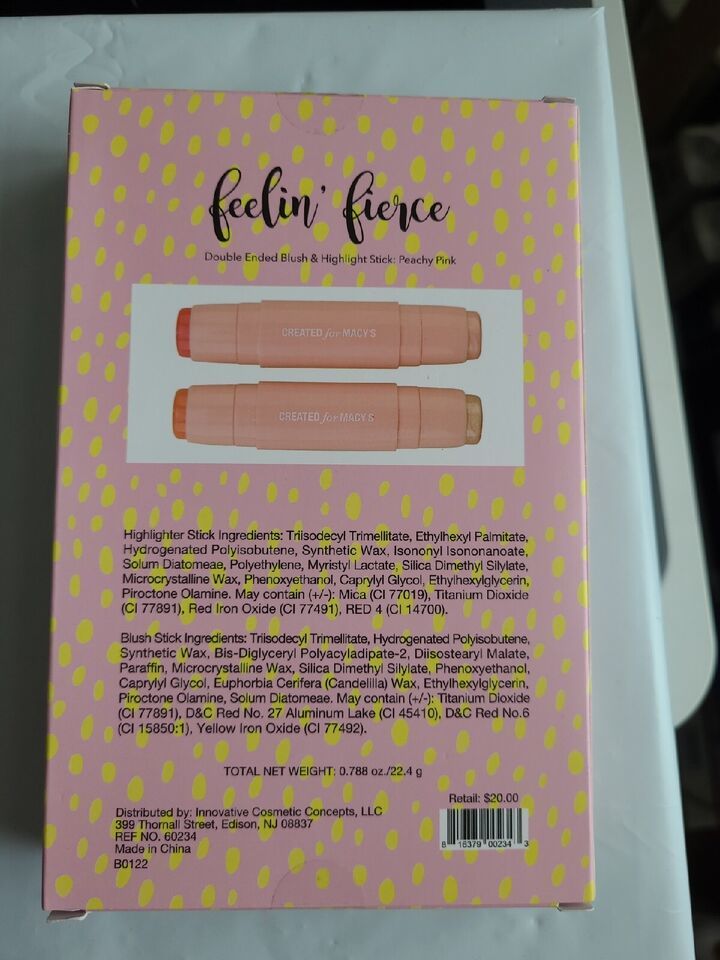 feelin' fierce
Double Ended Blush & Highlight Stick: Peachy Pink
CREATED for MACY'S
CREATED for MACY'S
Highlighter Stick Ingredients: Triisodecyl Trimellitate, Ethylhexyl Palmitate,
Hydrogenated Polyisobutene, Synthetic Wax, Isononyl Isononanoate,
Solum Diatomeae, Polyethylene, Myristyl Lactate, Silica Dimethyl Silylate,
Microcrystalline Wax, Phenoxyethanol, Caprylyl Glycol, Ethylhexylglycerin,
Piroctone Olamine. May contain (+/-): Mica (CI 77019), Titanium Dioxide
(CI 77891), Red Iron Oxide (CI 77491), RED 4 (CI 14700).
Blush Stick Ingredients: Triisodecyl Trimellitate, Hydrogenated Polyisobutene,
Synthetic Wax, Bis-Diglyceryl Polyacyladipate-2, Diisostearyl Malate,
Paraffin, Microcrystalline Wax, Silica Dimethyl Silylate, Phenoxyethanol,
Caprylyl Glycol, Euphorbia Cerifera (Candelilla) Wax, Ethylhexylglycerin,
Piroctone Olamine, Solum Diatomeae. May contain (+/-): Titanium Dioxide
(CI 77891), D&C Red No. 27 Aluminum Lake (CI 45410), D&C Red No.6
(CI 15850:1), Yellow Iron Oxide (CI 77492).
TOTAL NET WEIGHT: 0.788 oz./22.4 g
Retail: $20.00
Distributed by: Innovative Cosmetic Concepts, LLC
399 Thornall Street, Edison, NJ 08837
REF NO. 60234
Made in China
B0122
8 16379 00234 3